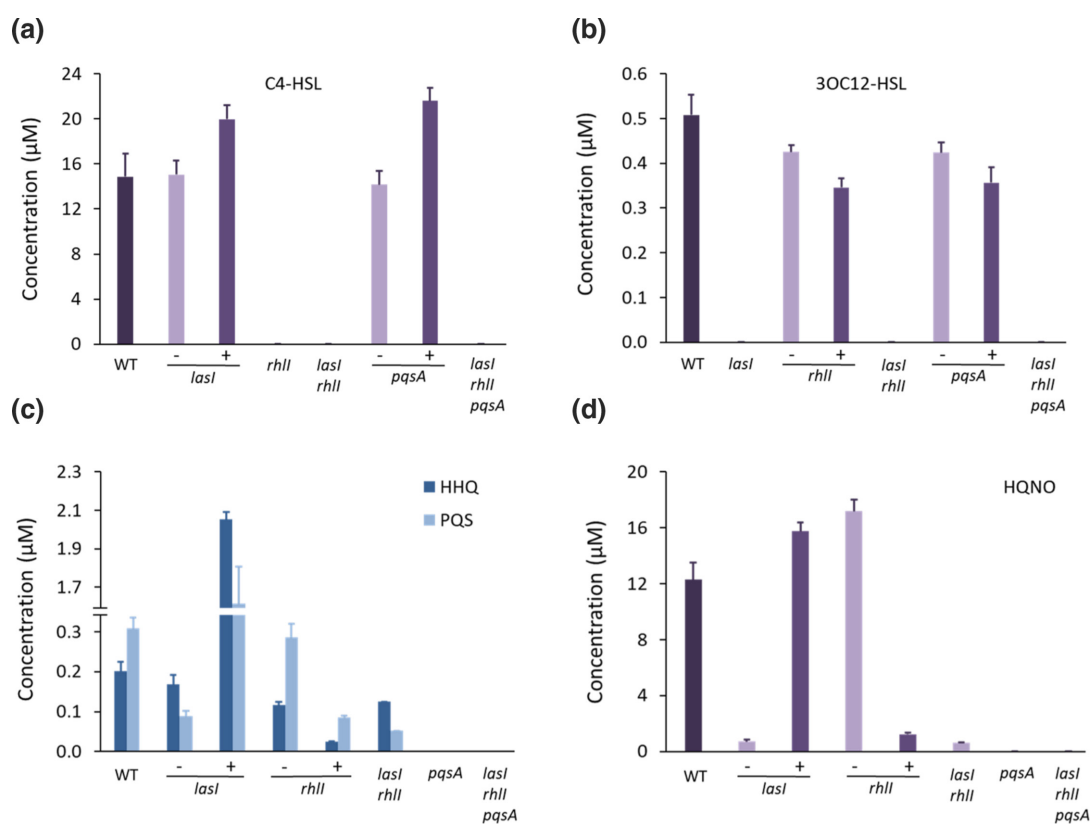 (a)
C4-HSL
Concentration (µM)
24
20
16
12
8
4
0
WT
- +
lasI
rhlI
lasI
rhlI
- +
pqsA
lasI
rhlI
pqsA
(b)
3OC12-HSL
Concentration (µM)
0.6
0.5
0.4
0.3
0.2
0.1
0.0
WT
lasI
- +
rhlI
lasI
rhlI
- +
pqsA
lasI
rhlI
pqsA
(c)
HHQ
PQS
Concentration (µM)
2.3
2.1
1.9
1.7
0.3
0.2
0.1
0.0
WT
- +
lasI
- +
rhlI
lasI
rhlI
pqsA
lasI
rhlI
pqsA
(d)
HQNO
Concentration (µM)
20
16
12
8
4
0
WT
- +
lasI
- +
rhlI
lasI
rhlI
pqsA
lasI
rhlI
pqsA